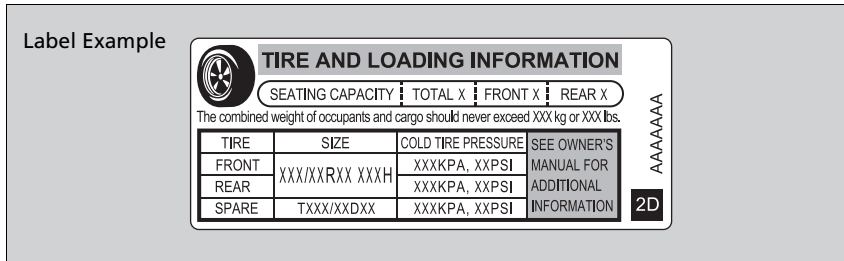 Label Example
TIRE AND LOADING INFORMATION
SEATING CAPACITY TOTAL X FRONT X REAR X
The combined weight of occupants and cargo should never exceed XXX kg or XXX lbs.
TIRE SIZE COLD TIRE PRESSURE SEE OWNER'S
FRONT XXX/XXRXX XXXH XXXKPA, XXPSI MANUAL FOR
REAR XXXKPA, XXPSI ADDITIONAL
SPARE TXXX/XXDXX XXXKPA, XXPSI INFORMATION
AAAAAAA
2D